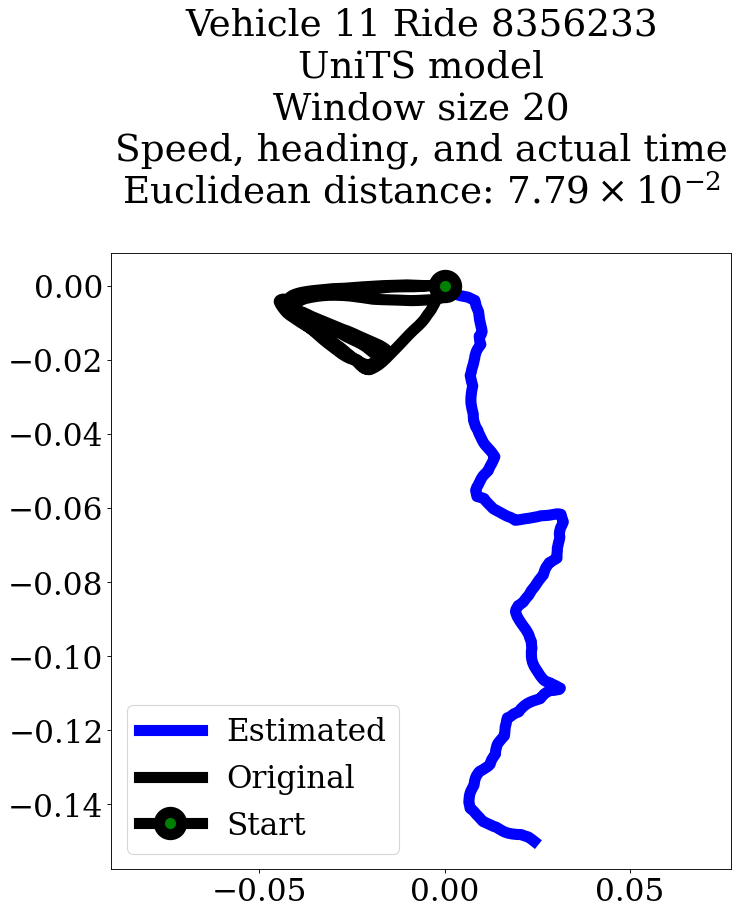 Vehicle 11 Ride 8356233
UniTS model
Window size 20
Speed, heading, and actual time
Euclidean distance: 7.79 × 10⁻²
0.00
−0.02
−0.04
−0.06
−0.08
−0.10
−0.12
−0.14
Estimated
Original
Start
−0.05 0.00 0.05